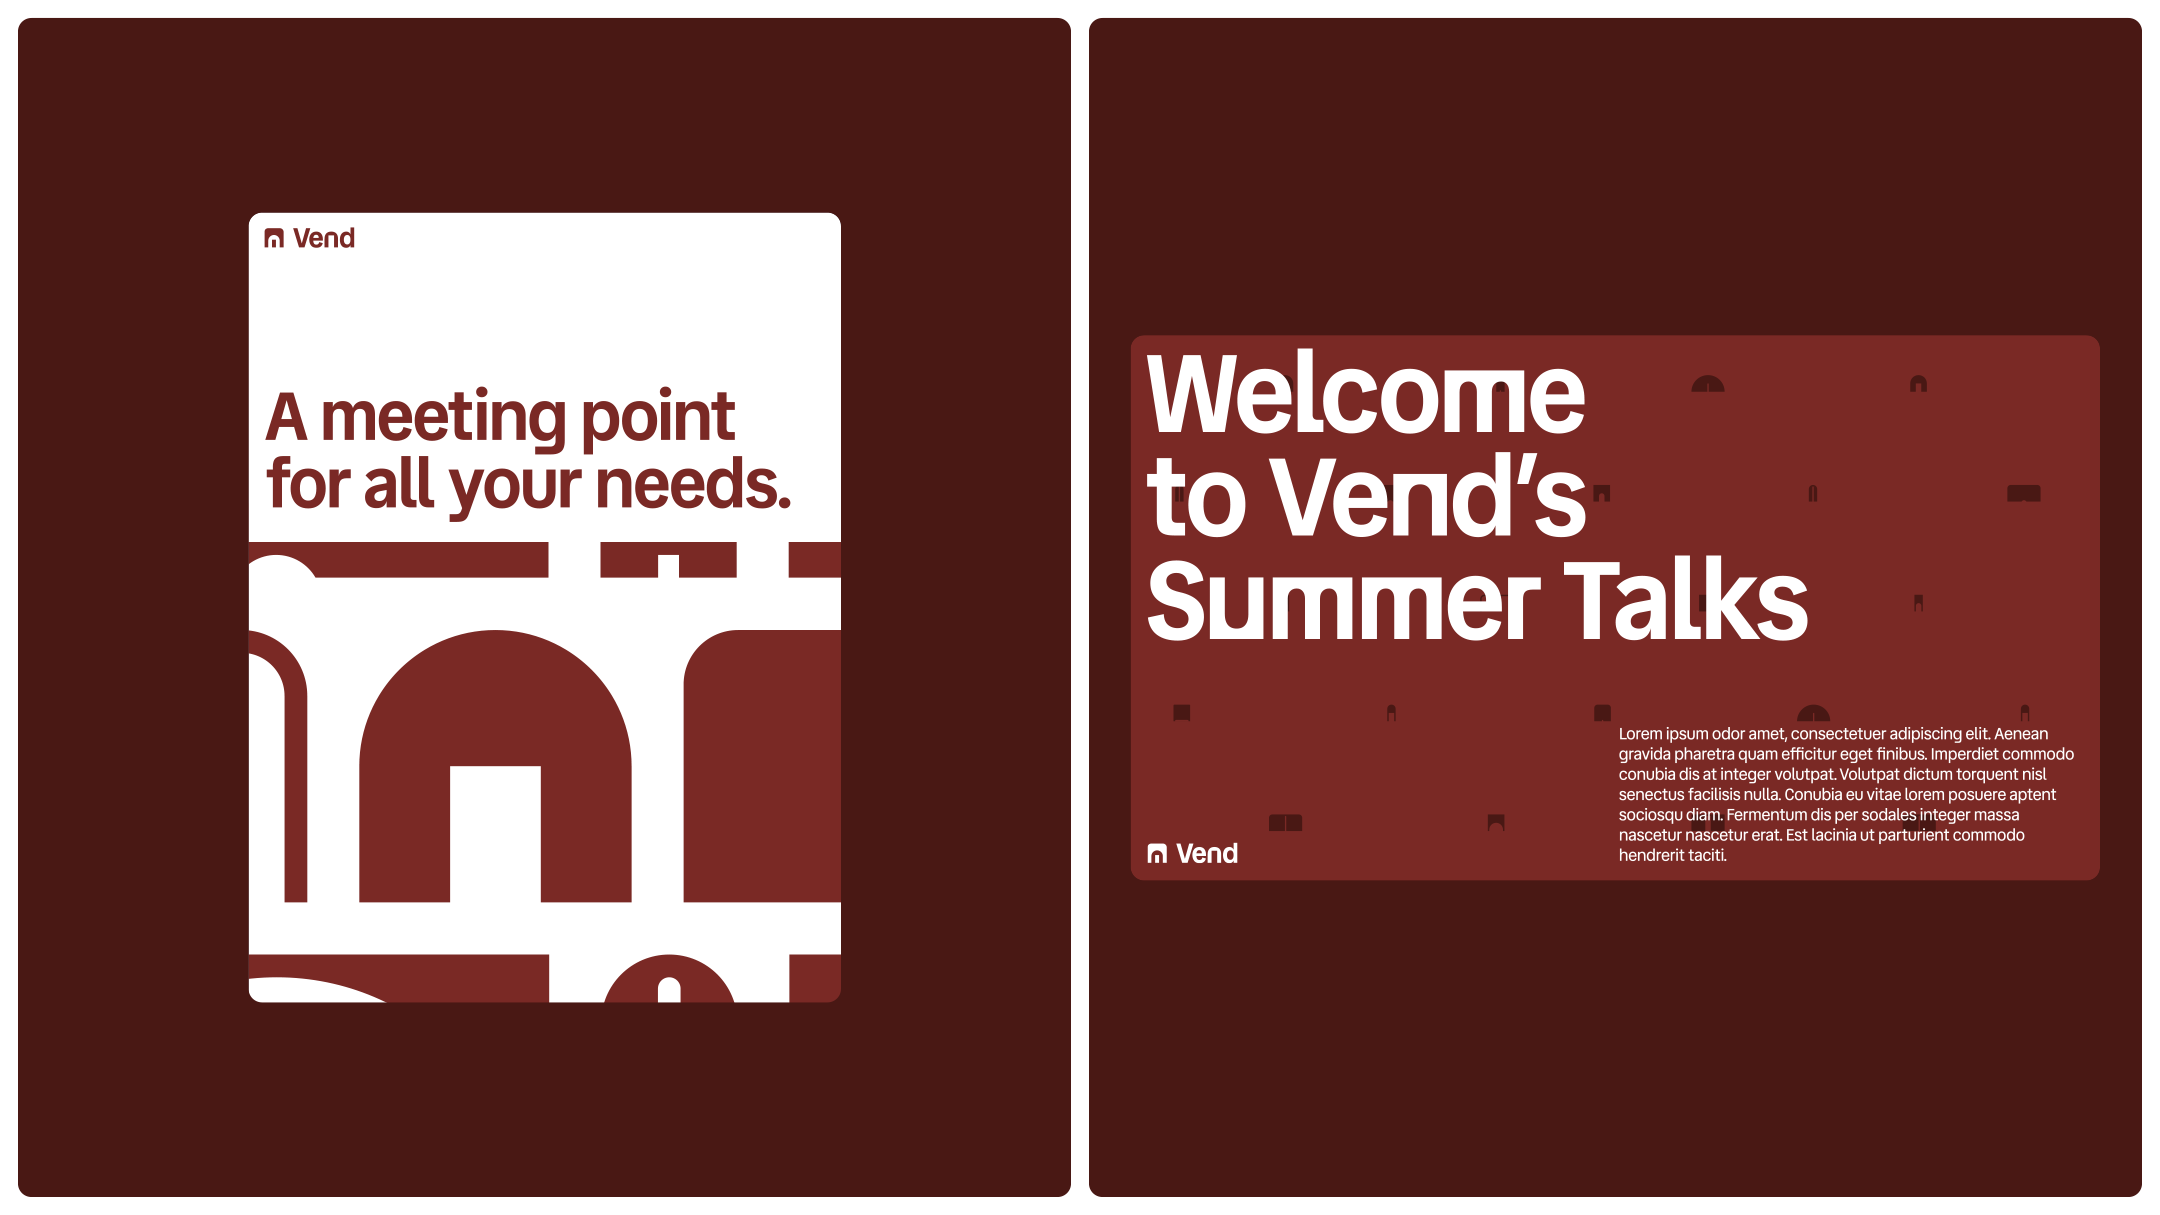 Vend
A meeting point
for all your needs.
Welcome
to Vend’s
Summer Talks
Lorem ipsum odor amet, consectetuer adipiscing elit. Aenean
gravida pharetra quam efficitur eget finibus. Imperdiet commodo
conubia dis at integer volutpat. Volutpat dictum torquent nisl
senectus facilisis nulla. Conubia eu vitae lorem posuere aptent
sociosqu diam. Fermentum dis per sodales integer massa
nascetur nascetur erat. Est lacinia ut parturient commodo
hendrerit taciti.
Vend